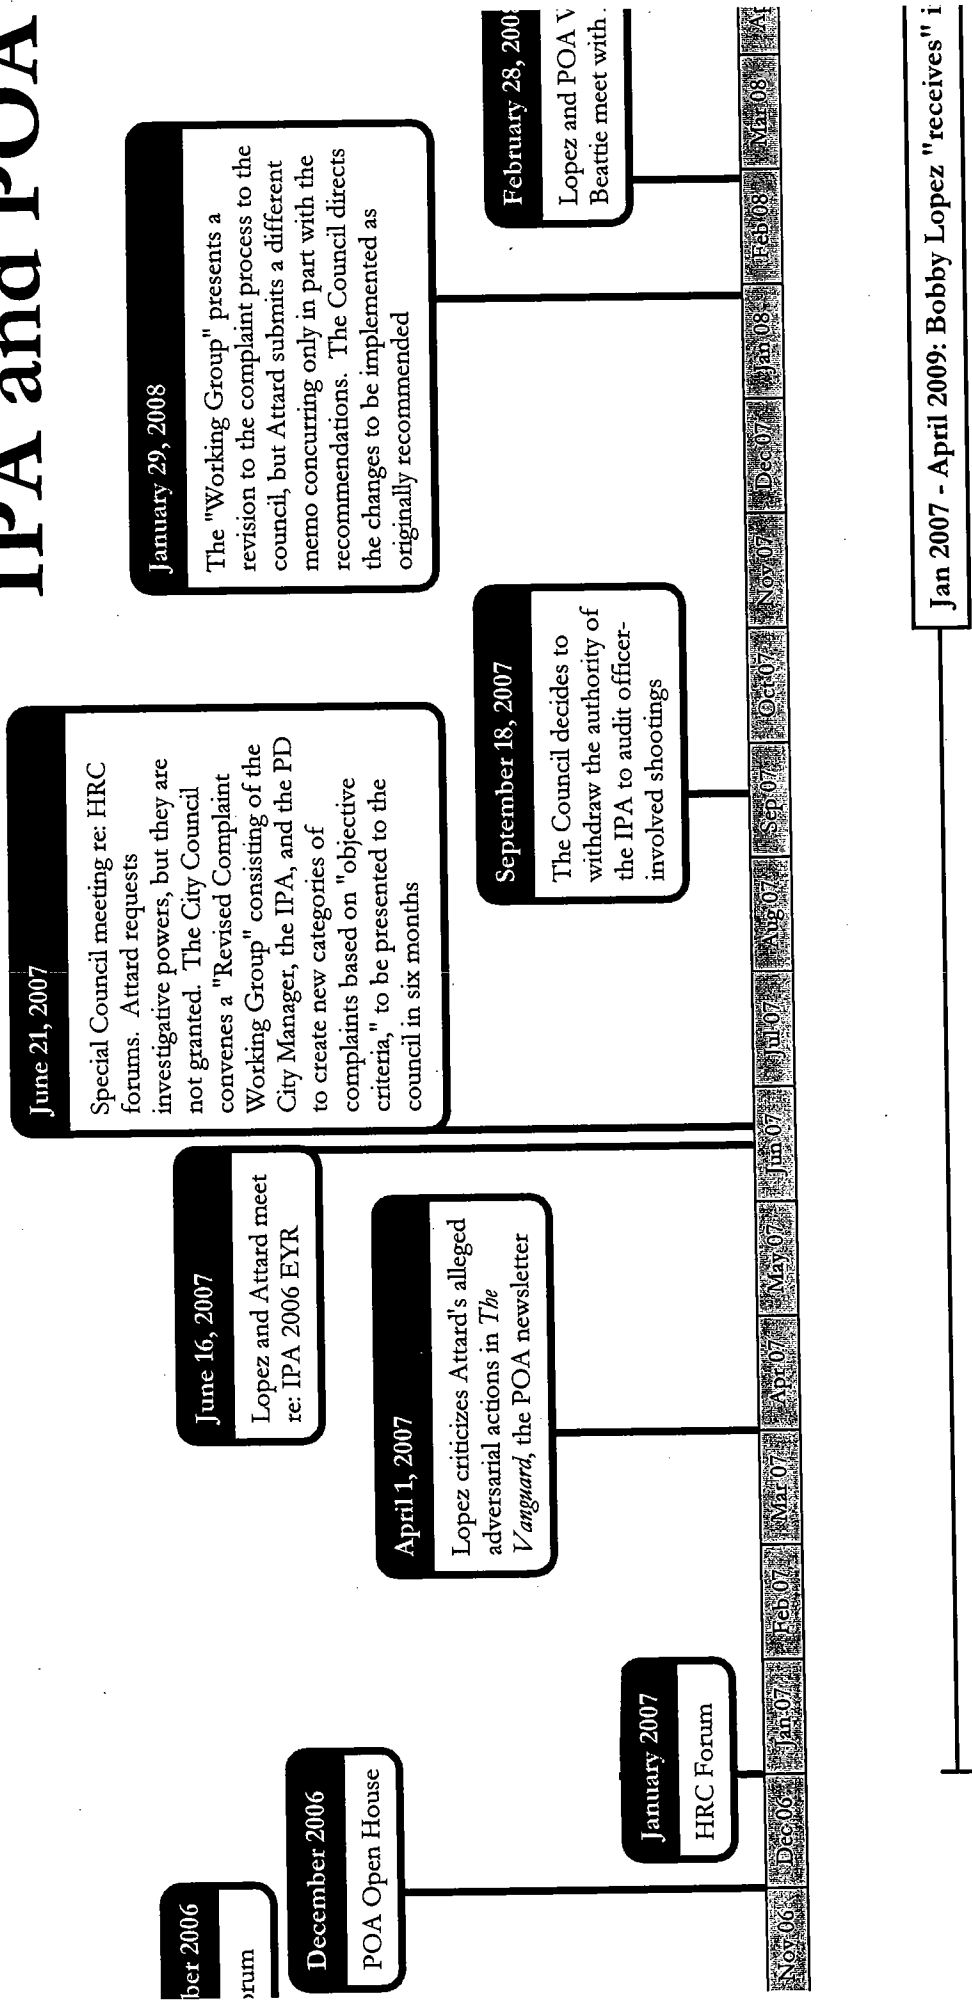 IPA and POA
ber 2006
orum
December 2006
POA Open House
January 2007
HRC Forum
April 1, 2007
Lopez criticizes Attard's alleged
adversarial actions in The
Vanguard, the POA newsletter
June 16, 2007
Lopez and Attard meet
re: IPA 2006 EYR
June 21, 2007
Special Council meeting re: HRC
forums. Attard requests
investigative powers, but they are
not granted. The City Council
convenes a "Revised Complaint
Working Group" consisting of the
City Manager, the IPA, and the PD
to create new categories of
complaints based on "objective
criteria," to be presented to the
council in six months
September 18, 2007
The Council decides to
withdraw the authority of
the IPA to audit officer-
involved shootings
January 29, 2008
The "Working Group" presents a
revision to the complaint process to the
council, but Attard submits a different
memo concurring only in part with the
recommendations. The Council directs
the changes to be implemented as
originally recommended
February 28, 2008
Lopez and POA V
Beattie meet with
Nov 06 Dec 06 Jan 07 Feb 07 Mar 07 Apr 07 May 07 Jun 07 Jul 07 Aug 07 Sep 07 Oct 07 Nov 07 Dec 07 Jan 08 Feb 08 Mar 08 Ap
Jan 2007 - April 2009: Bobby Lopez "receives" i